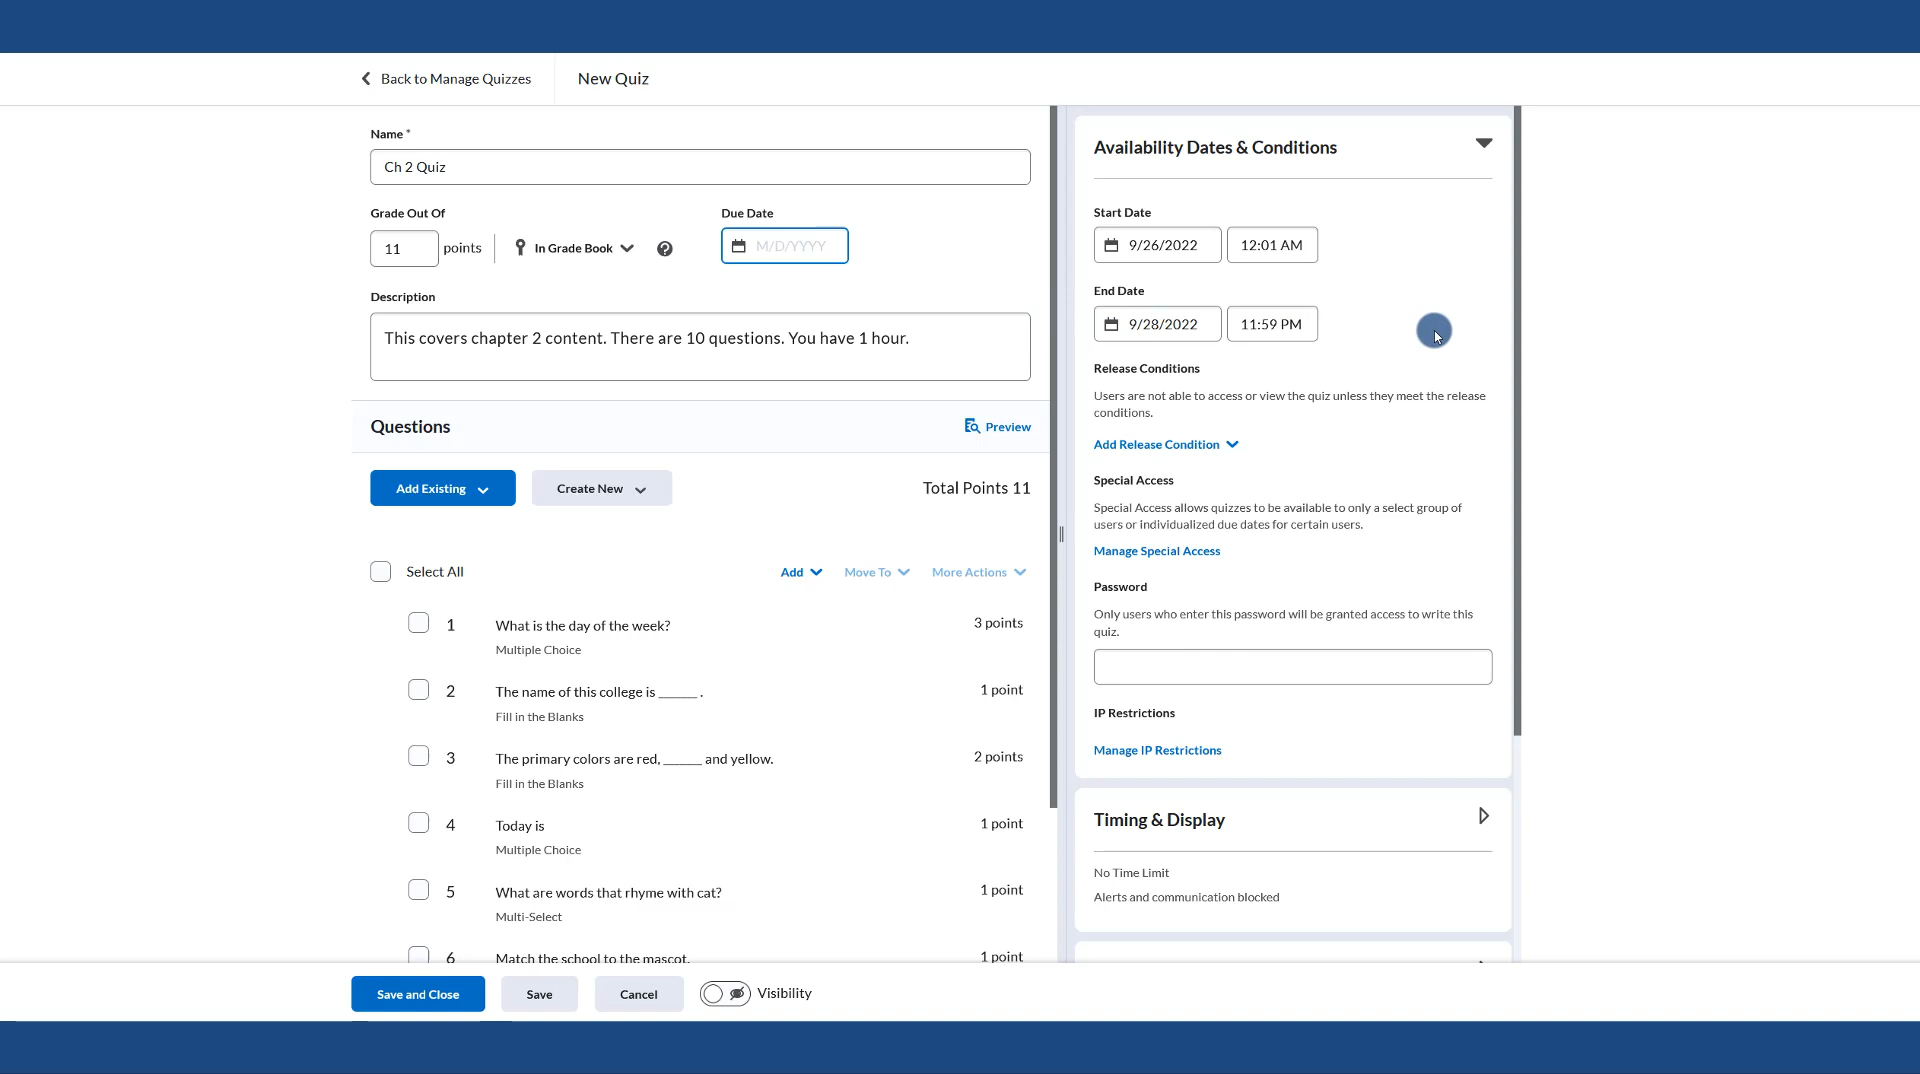 Back to Manage Quizzes
New Quiz
Name *
Ch 2 Quiz
Grade Out Of
11 points
In Grade Book
Due Date
M/D/YYYY
Description
This covers chapter 2 content. There are 10 questions. You have 1 hour.
Questions
Preview
Add Existing
Create New
Total Points 11
Select All
Add
Move To
More Actions
1 What is the day of the week? 3 points
Multiple Choice
2 The name of this college is ______ . 1 point
Fill in the Blanks
3 The primary colors are red, ______ and yellow. 2 points
Fill in the Blanks
4 Today is 1 point
Multiple Choice
5 What are words that rhyme with cat? 1 point
Multi-Select
6 Match the school to the mascot. 1 point
Save and Close
Save
Cancel
Visibility
Availability Dates & Conditions
Start Date
9/26/2022 12:01 AM
End Date
9/28/2022 11:59 PM
Release Conditions
Users are not able to access or view the quiz unless they meet the release
conditions.
Add Release Condition
Special Access
Special Access allows quizzes to be available to only a select group of
users or individualized due dates for certain users.
Manage Special Access
Password
Only users who enter this password will be granted access to write this
quiz.
IP Restrictions
Manage IP Restrictions
Timing & Display
No Time Limit
Alerts and communication blocked